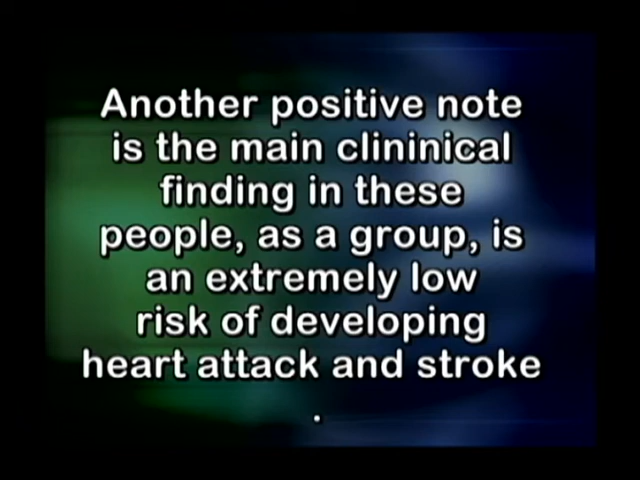 Another positive note
is the main clininical
finding in these
people, as a group, is
an extremely low
risk of developing
heart attack and stroke
.